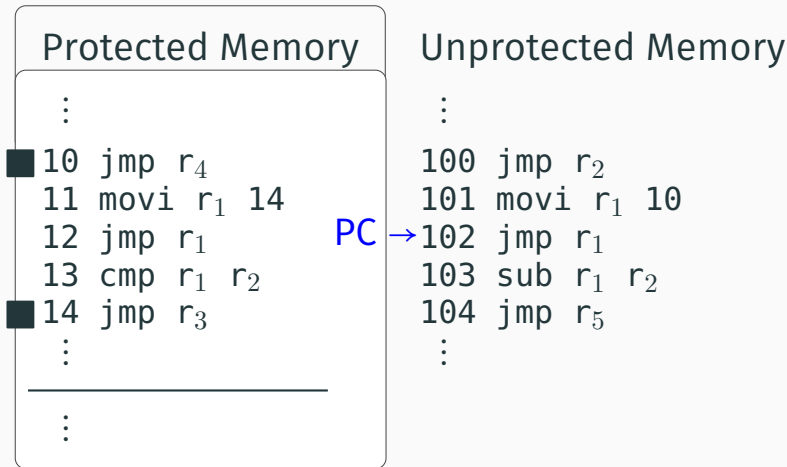 Protected Memory
⋮
10 jmp r₄
11 movi r₁ 14
12 jmp r₁
13 cmp r₁ r₂
14 jmp r₃
⋮
⋮
Unprotected Memory
⋮
100 jmp r₂
101 movi r₁ 10
PC →102 jmp r₁
103 sub r₁ r₂
104 jmp r₅
⋮